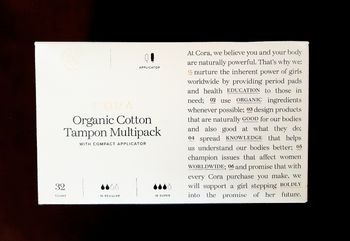 APPLICATOR
CORA
Organic Cotton
Tampon Multipack
WITH COMPACT APPLICATOR
32
16 REGULAR
16 SUPER
At Cora, we believe you and your body
are naturally powerful. That's why we:
01 nurture the inherent power of girls
worldwide by providing period pads
and health EDUCATION to those in
need; 02 use ORGANIC ingredients
whenever possible; 03 design products
that are naturally GOOD for our bodies
and also good at what they do;
04 spread KNOWLEDGE that helps
us understand our bodies better; 05
champion issues that affect women
WORLDWIDE; 06 and promise that with
every Cora purchase you make, we
will support a girl stepping BOLDLY
into the promise of her future.